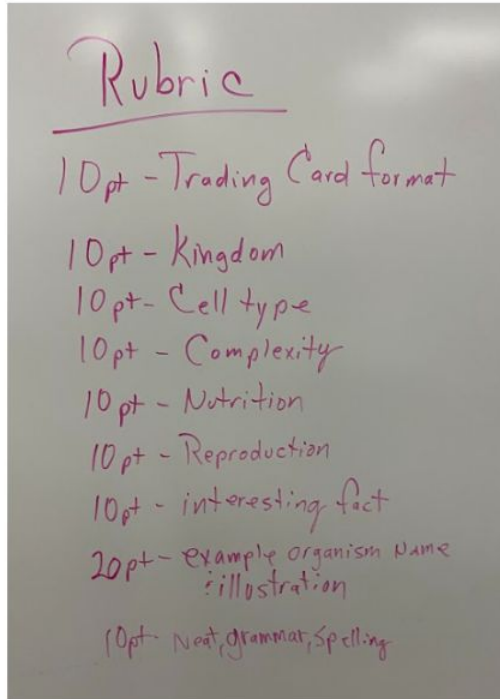 Rubric
10pt - Trading Card format
10pt - Kingdom
10pt - Cell type
10pt - Complexity
10pt - Nutrition
10pt - Reproduction
10pt - interesting fact
20pt - example organism Name
: illustration
10pt - Neat, grammar, spelling